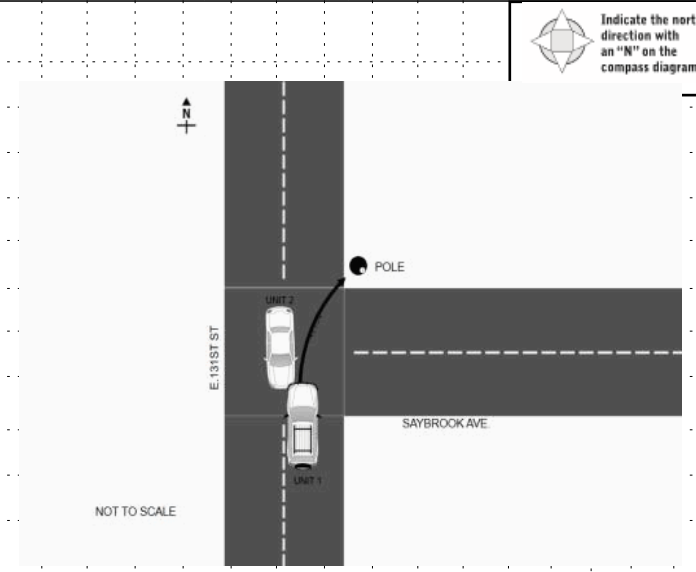 Indicate the nort
direction with
an “N” on the
compass diagram
N
POLE
UNIT 2
E.131ST ST
SAYBROOK AVE.
UNIT 1
NOT TO SCALE